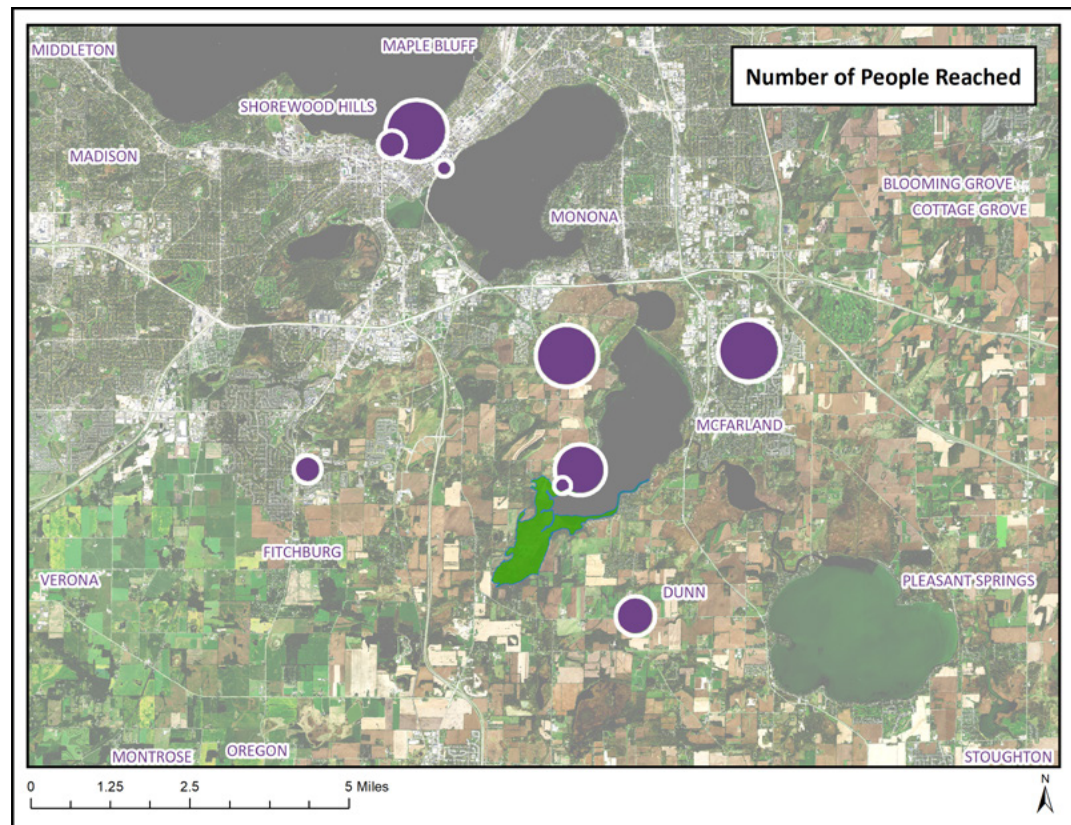 MIDDLETON
MAPLE BLUFF
Number of People Reached
SHOREWOOD HILLS
MADISON
BLOOMING GROVE
COTTAGE GROVE
MONONA
MCFARLAND
FITCHBURG
VERONA
DUNN
PLEASANT SPRINGS
MONTROSE
OREGON
STOUGHTON
0 1.25 2.5 5 Miles
N